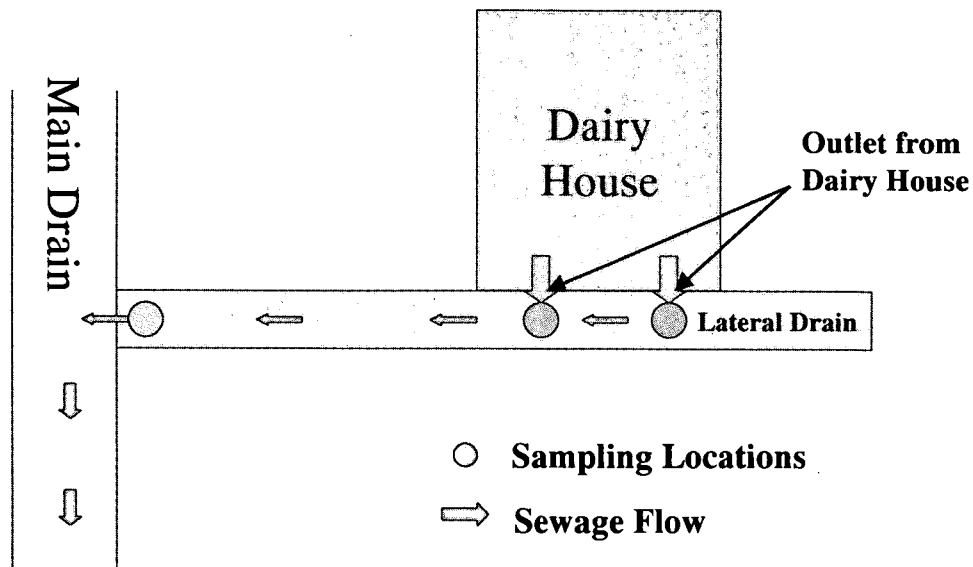 Main Drain
Dairy
House
Outlet from
Dairy House
Lateral Drain
Sampling Locations
Sewage Flow